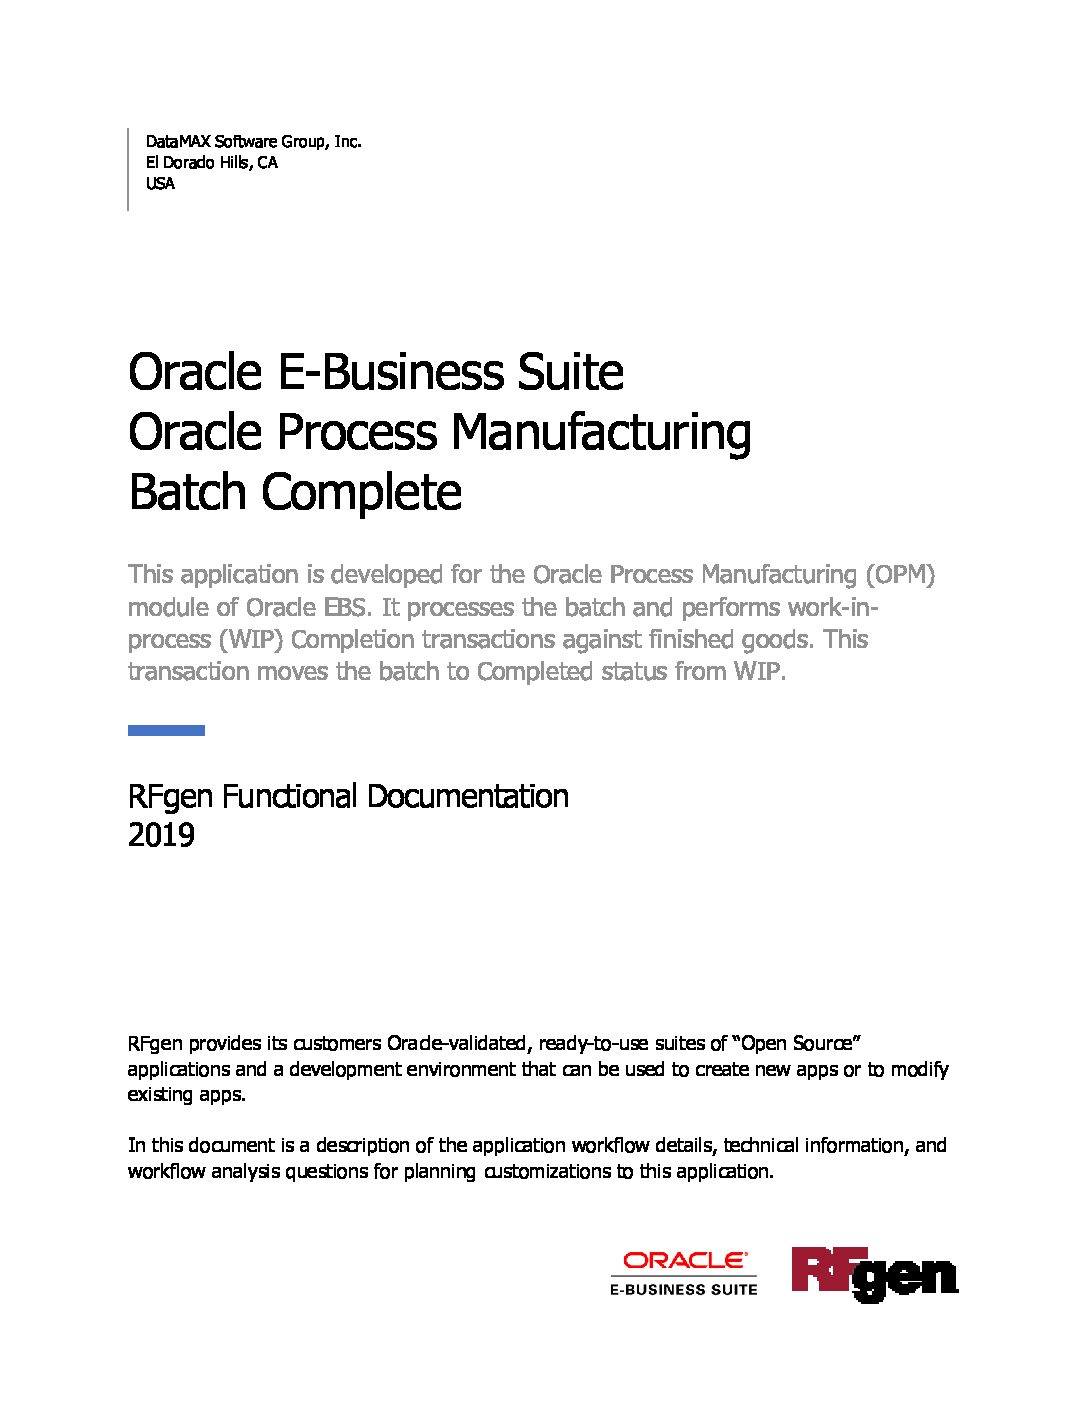 DataMAX Software Group, Inc.
El Dorado Hills, CA
USA
Oracle E-Business Suite
Oracle Process Manufacturing
Batch Complete
This application is developed for the Oracle Process Manufacturing (OPM)
module of Oracle EBS. It processes the batch and performs work-in-
process (WIP) Completion transactions against finished goods. This
transaction moves the batch to Completed status from WIP.
RFgen Functional Documentation
2019
RFgen provides its customers Oracle-validated, ready-to-use suites of “Open Source”
applications and a development environment that can be used to create new apps or to modify
existing apps.
In this document is a description of the application workflow details, technical information, and
workflow analysis questions for planning customizations to this application.
ORACLE®
E-BUSINESS SUITE
RFgen